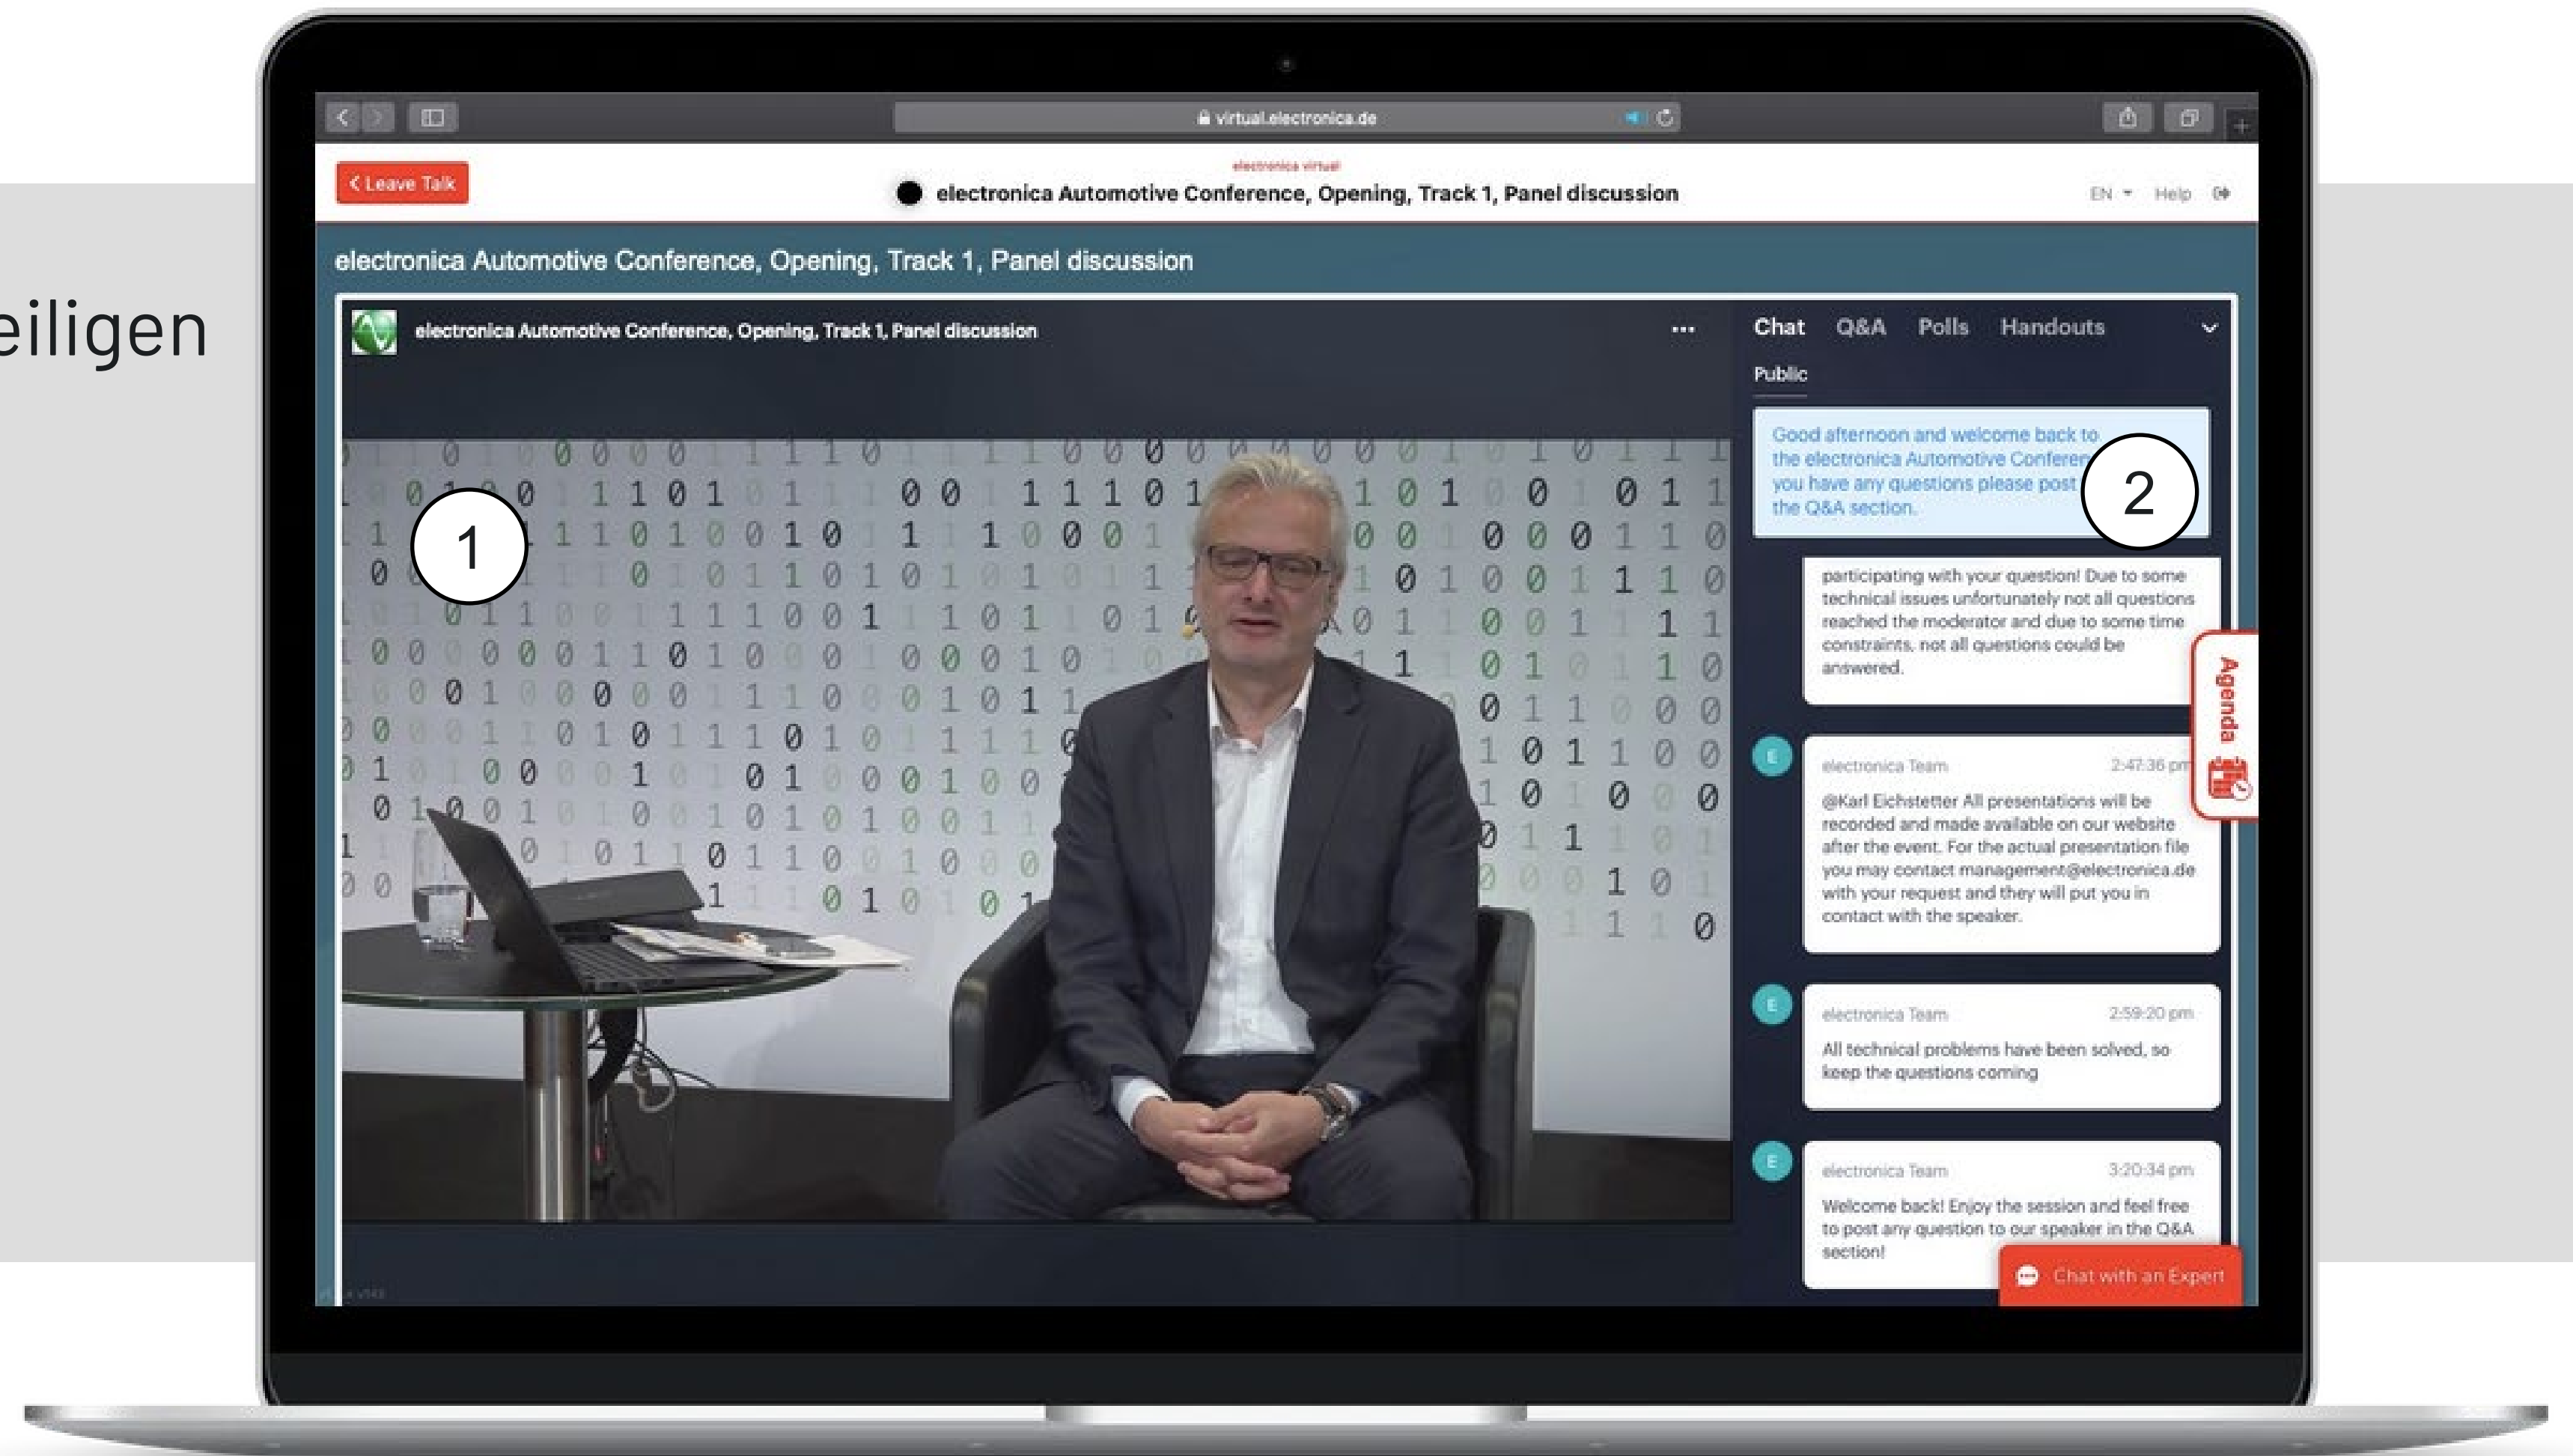 eiligen
virtual.electronica.de
Leave Talk
electronica virtual
electronica Automotive Conference, Opening, Track 1, Panel discussion
EN
Help
electronica Automotive Conference, Opening, Track 1, Panel discussion
electronica Automotive Conference, Opening, Track 1, Panel discussion
Chat Q&A Polls Handouts
Public
Good afternoon and welcome back to
the electronica Automotive Conferen
you have any questions please post
the Q&A section.
1
2
participating with your question! Due to some
technical issues unfortunately not all questions
reached the moderator and due to some time
constraints, not all questions could be
answered.
Agenda
E
electronica Team 2:47:36 pm
@Karl Eichstetter All presentations will be
recorded and made available on our website
after the event. For the actual presentation file
you may contact management@electronica.de
with your request and they will put you in
contact with the speaker.
E
electronica Team 2:59:20 pm
All technical problems have been solved, so
keep the questions coming
E
electronica Team 3:20:34 pm
Welcome back! Enjoy the session and feel free
to post any question to our speaker in the Q&A
section!
Chat with an Expert